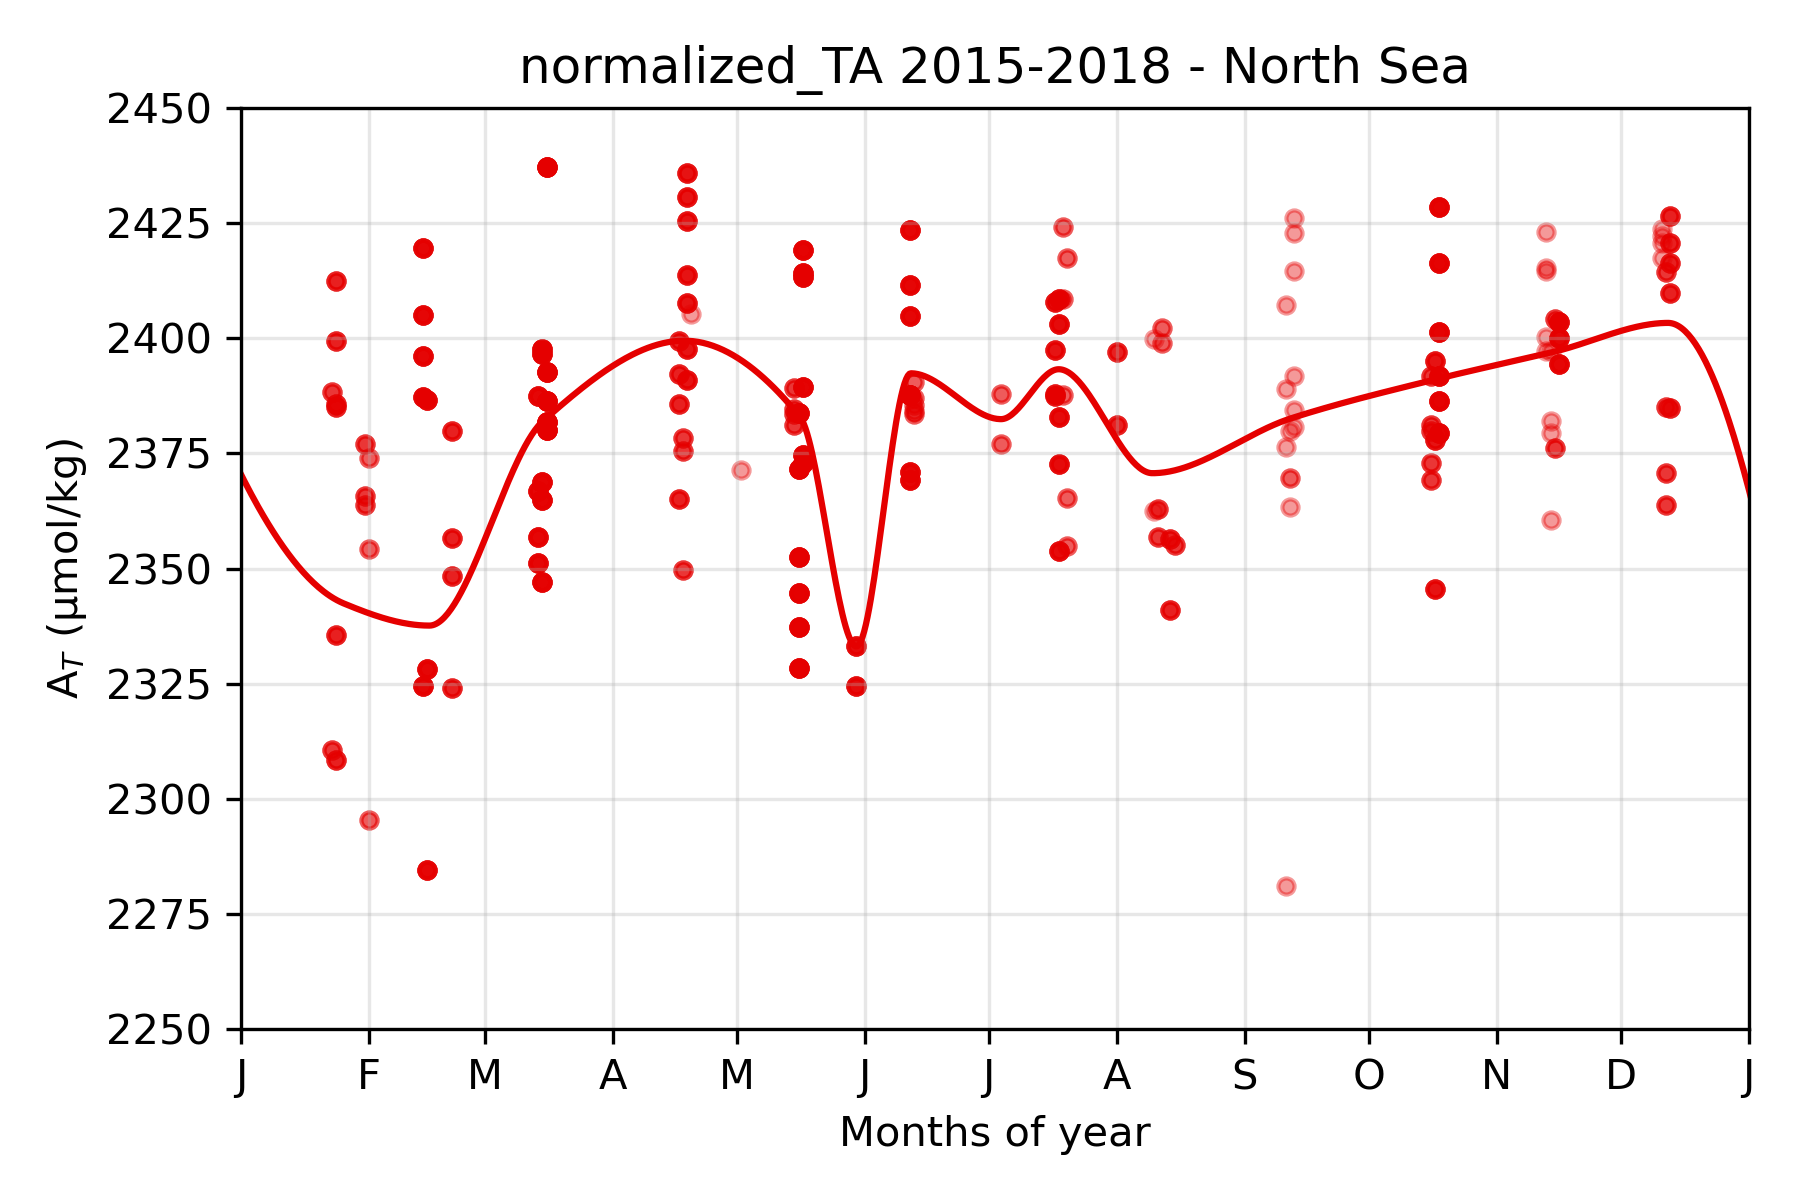 normalized_TA 2015-2018 - North Sea
2450
2425
2400
2375
2350
2325
2300
2275
2250
A_T (µmol/kg)
J F M A M J J A S O N D J
Months of year